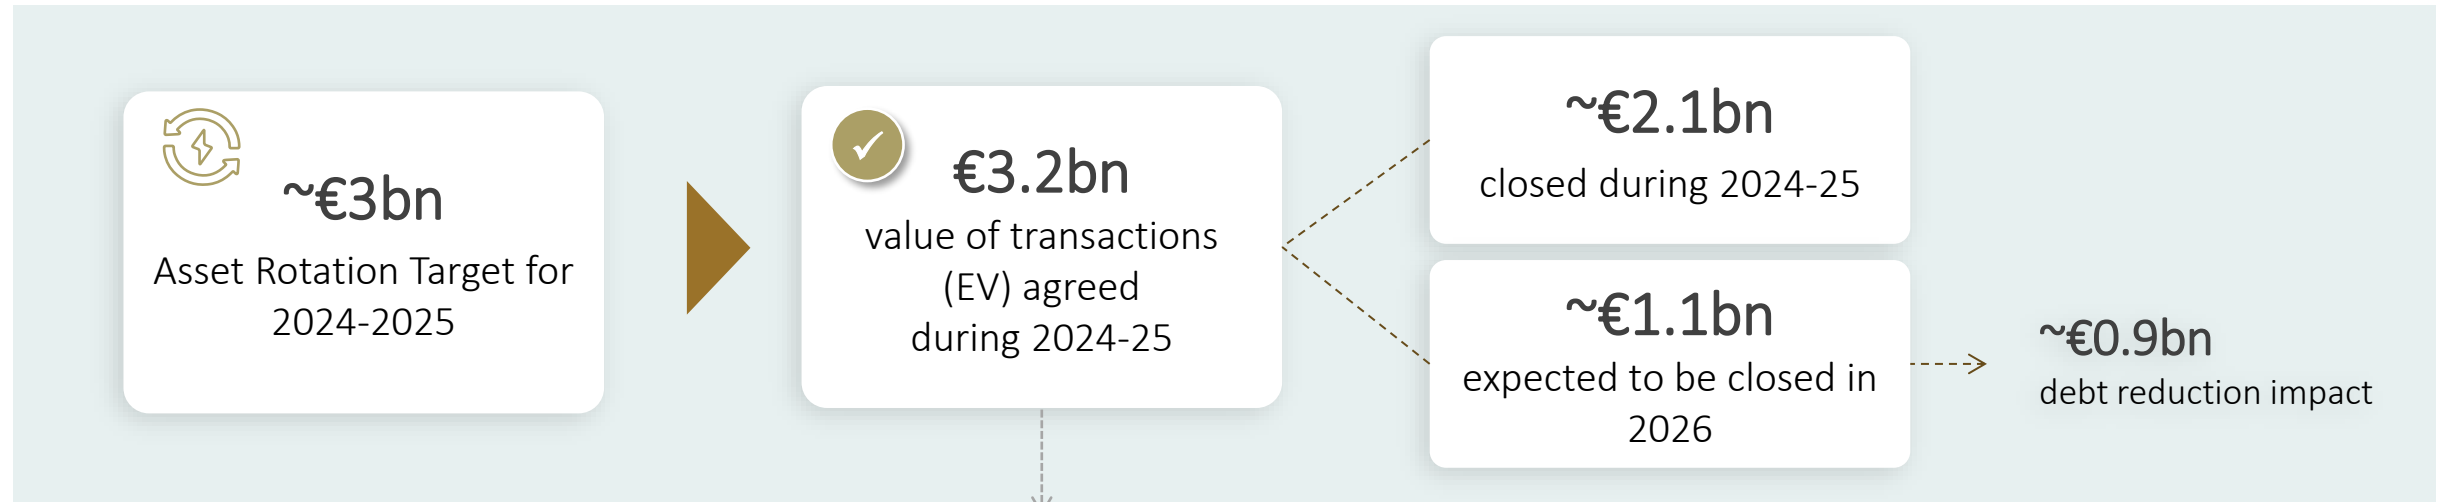 ~€3bn
Asset Rotation Target for
2024-2025
€3.2bn
value of transactions
(EV) agreed
during 2024-25
~€2.1bn
closed during 2024-25
~€1.1bn
expected to be closed in
2026
~€0.9bn
debt reduction impact